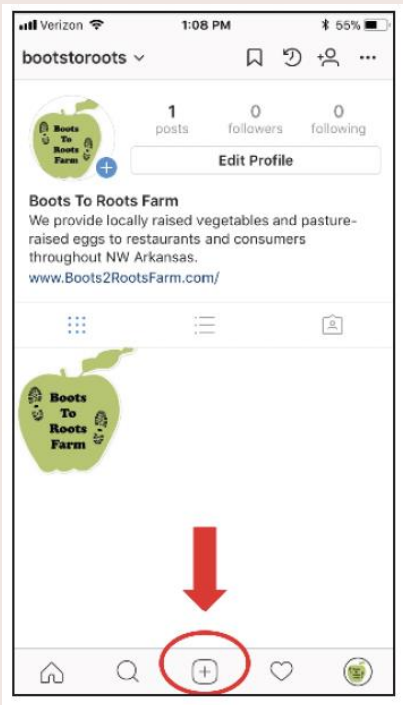 Verizon 1:08 PM 55%
bootstoroots
1 0 0
posts followers following
Edit Profile
Boots
To
Roots
Farm
Boots To Roots Farm
We provide locally raised vegetables and pasture-
raised eggs to restaurants and consumers
throughout NW Arkansas.
www.Boots2RootsFarm.com/
Boots
To
Roots
Farm